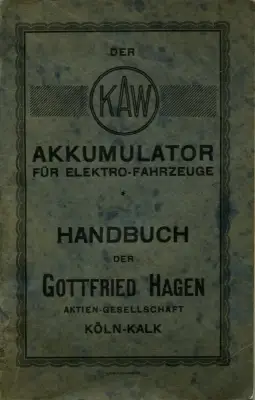 DER
KAW
AKKUMULATOR
FÜR ELEKTRO-FAHRZEUGE
HANDBUCH
DER
GOTTFRIED HAGEN
AKTIEN-GESELLSCHAFT
KÖLN-KALK